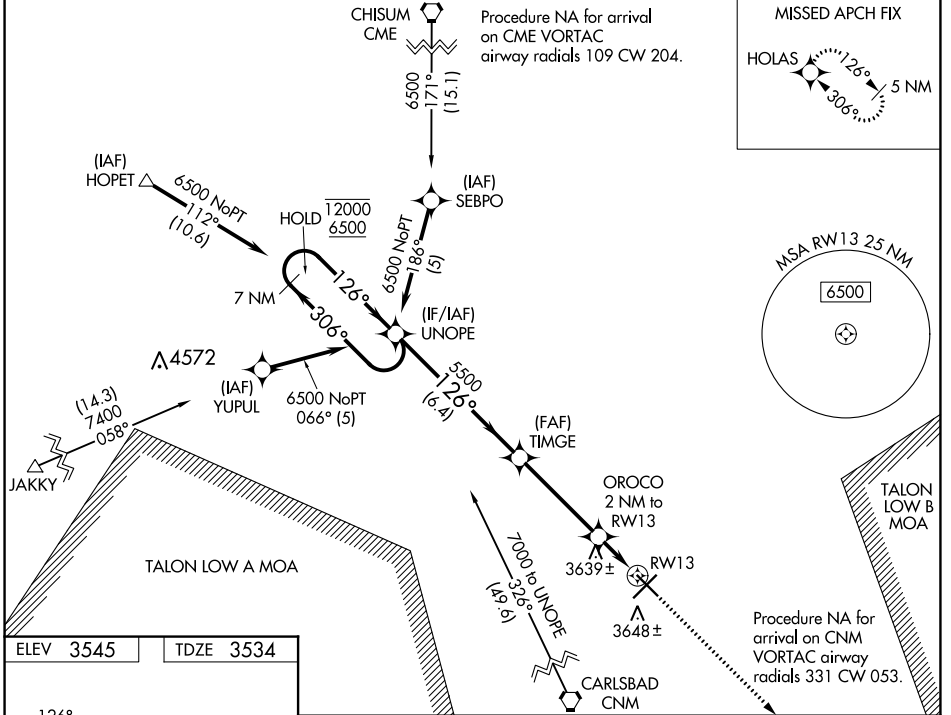 CHISUM
CME
Procedure NA for arrival
on CME VORTAC
airway radials 109 CW 204.
MISSED APCH FIX
HOLAS
126°
306°
5 NM
6500
171°
(15.1)
(IAF)
HOPET
6500 NoPT
112°
(10.6)
HOLD
12000
6500
(IAF)
SEBPO
6500 NoPT
186°
(5)
MSA RW13 25 NM
6500
7 NM
126°
306°
(IF/IAF)
UNOPE
4572
(IAF)
YUPUL
6500 NoPT
066° (5)
5500
126°
(6.4)
(14.3)
7400
058°
JAKKY
(FAF)
TIMGE
OROCO
2 NM to
RW13
TALON
LOW B
MOA
TALON LOW A MOA
7000 to UNOPE
326°
(49.6)
3639±
RW13
3648±
Procedure NA for
arrival on CNM
VORTAC airway
radials 331 CW 053.
ELEV 3545
TDZE 3534
CARLSBAD
CNM
126°